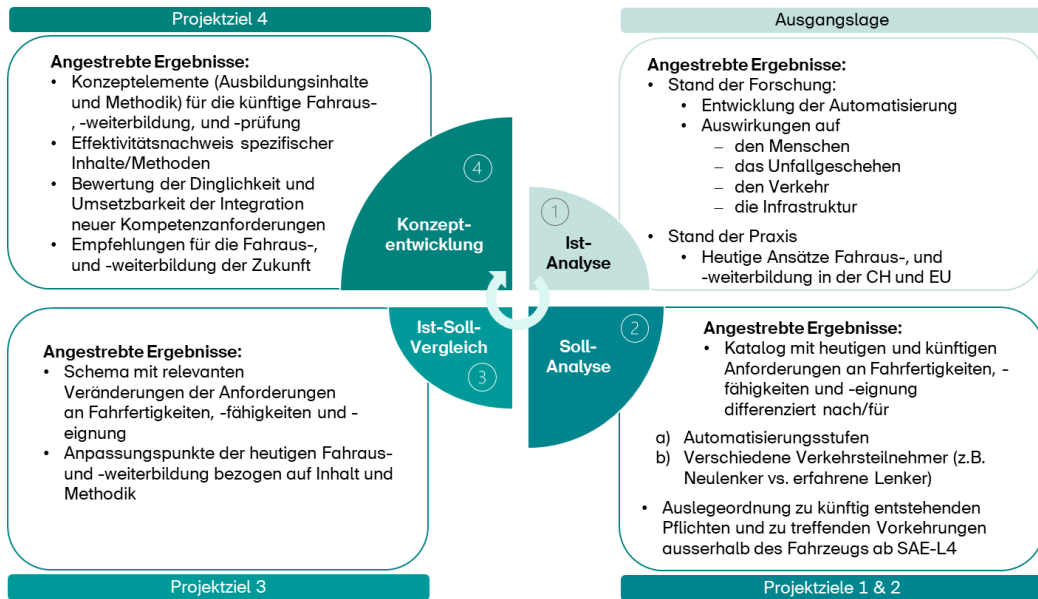 Projektziel 4
Angestrebte Ergebnisse:
• Konzeptelemente (Ausbildungsinhalte
und Methodik) für die künftige Fahraus-
, -weiterbildung, und -prüfung
• Effektivitätsnachweis spezifischer
Inhalte/Methoden
• Bewertung der Dinglichkeit und
Umsetzbarkeit der Integration
neuer Kompetenzanforderungen
• Empfehlungen für die Fahraus-,
und -weiterbildung der Zukunft
4
Konzept-
entwicklung
Ausgangslage
Angestrebte Ergebnisse:
• Stand der Forschung:
• Entwicklung der Automatisierung
• Auswirkungen auf
– den Menschen
– das Unfallgeschehen
– den Verkehr
– die Infrastruktur
• Stand der Praxis
• Heutige Ansätze Fahraus-, und
-weiterbildung in der CH und EU
1
Ist-
Analyse
Angestrebte Ergebnisse:
• Schema mit relevanten
Veränderungen der Anforderungen
an Fahrfertigkeiten, -fähigkeiten und -
eignung
• Anpassungspunkte der heutigen Fahraus-
und -weiterbildung bezogen auf Inhalt und
Methodik
Ist-Soll-
Vergleich
3
Projektziel 3
2
Soll-
Analyse
Angestrebte Ergebnisse:
• Katalog mit heutigen und künftigen
Anforderungen an Fahrfertigkeiten, -
fähigkeiten und -eignung
differenziert nach/für
a) Automatisierungsstufen
b) Verschiedene Verkehrsteilnehmer (z.B.
Neulenker vs. erfahrene Lenker)
• Auslegeordnung zu künftig entstehenden
Pflichten und zu treffenden Vorkehrungen
ausserhalb des Fahrzeugs ab SAE-L4
Projektziele 1 & 2